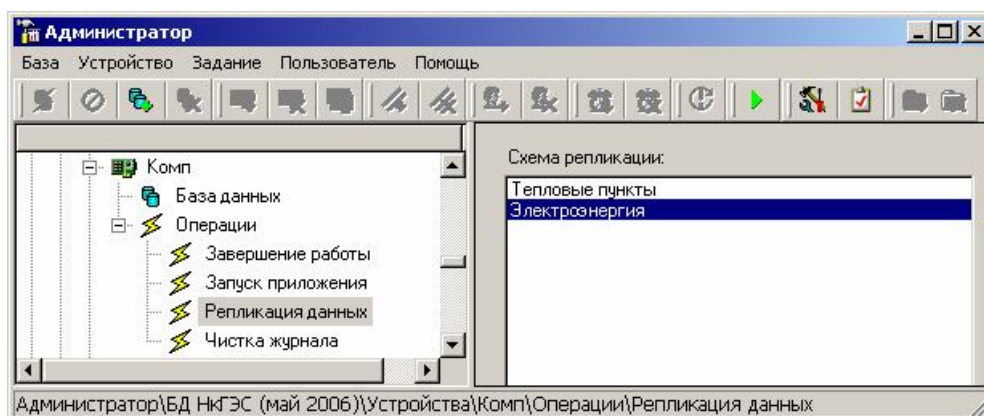 Администратор
База Устройство Задание Пользователь Помощь
Комп
База данных
Операции
Завершение работы
Запуск приложения
Репликация данных
Чистка журнала
Схема репликации:
Тепловые пункты
Электроэнергия
Администратор\БД НкГЭС (май 2006)\Устройства\Комп\Операции\Репликация данных